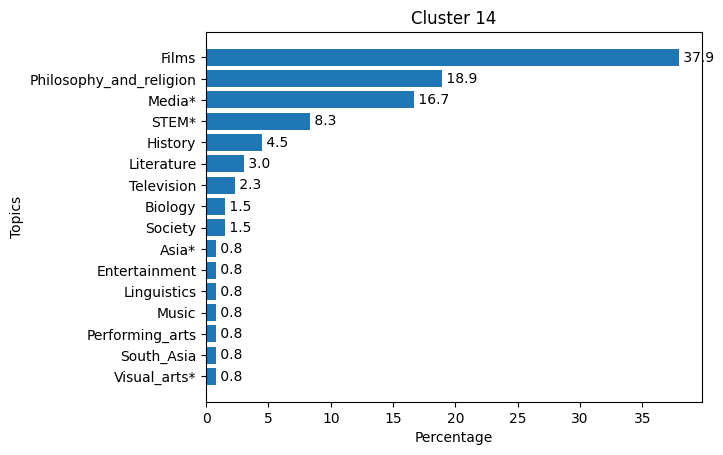 Cluster 14
Films 37.9
Philosophy_and_religion 18.9
Media* 16.7
STEM* 8.3
History 4.5
Literature 3.0
Television 2.3
Biology 1.5
Society 1.5
Asia* 0.8
Entertainment 0.8
Linguistics 0.8
Music 0.8
Performing_arts 0.8
South_Asia 0.8
Visual_arts* 0.8
Topics
0 5 10 15 20 25 30 35
Percentage